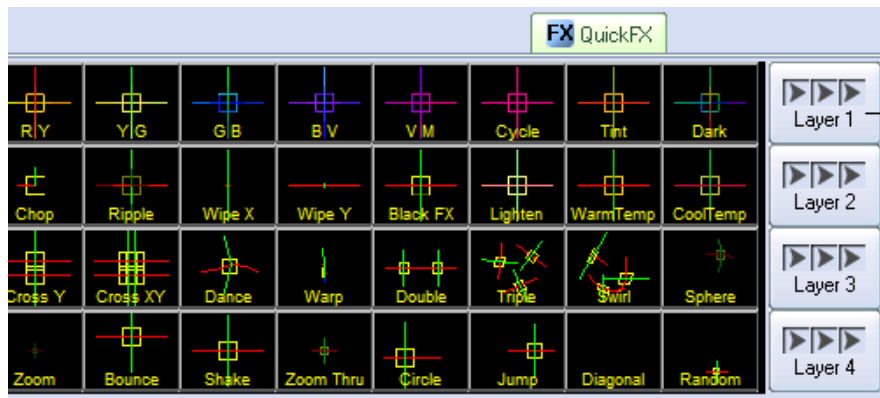 FX QuickFX
R Y Y G G B B V V M Cycle Tint Dark Layer 1
Chop Ripple Wipe X Wipe Y Black FX Lighten WarmTemp CoolTemp Layer 2
Cross Y Cross XY Dance Warp Double Triple Swirl Sphere Layer 3
Zoom Bounce Shake Zoom Thru Circle Jump Diagonal Random Layer 4